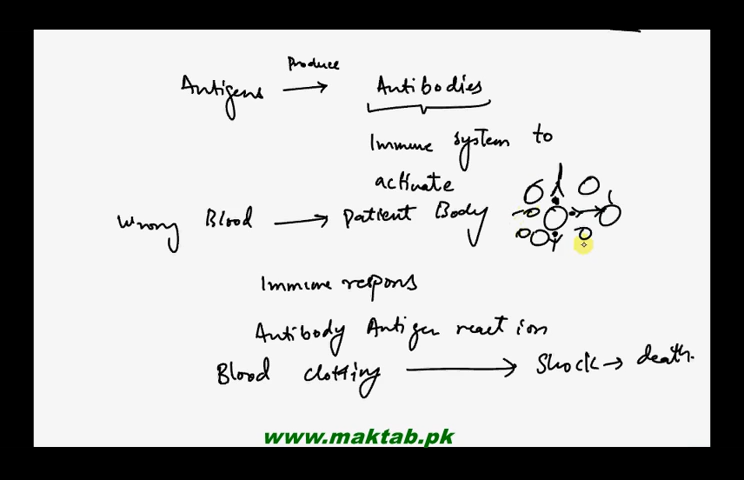 Produce
Antigens → Antibodies
Immune system to
activate
Wrong Blood → Patient Body
Immune respons
Antibody Antigen reaction
Blood clotting → Shock → death.
www.maktab.pk